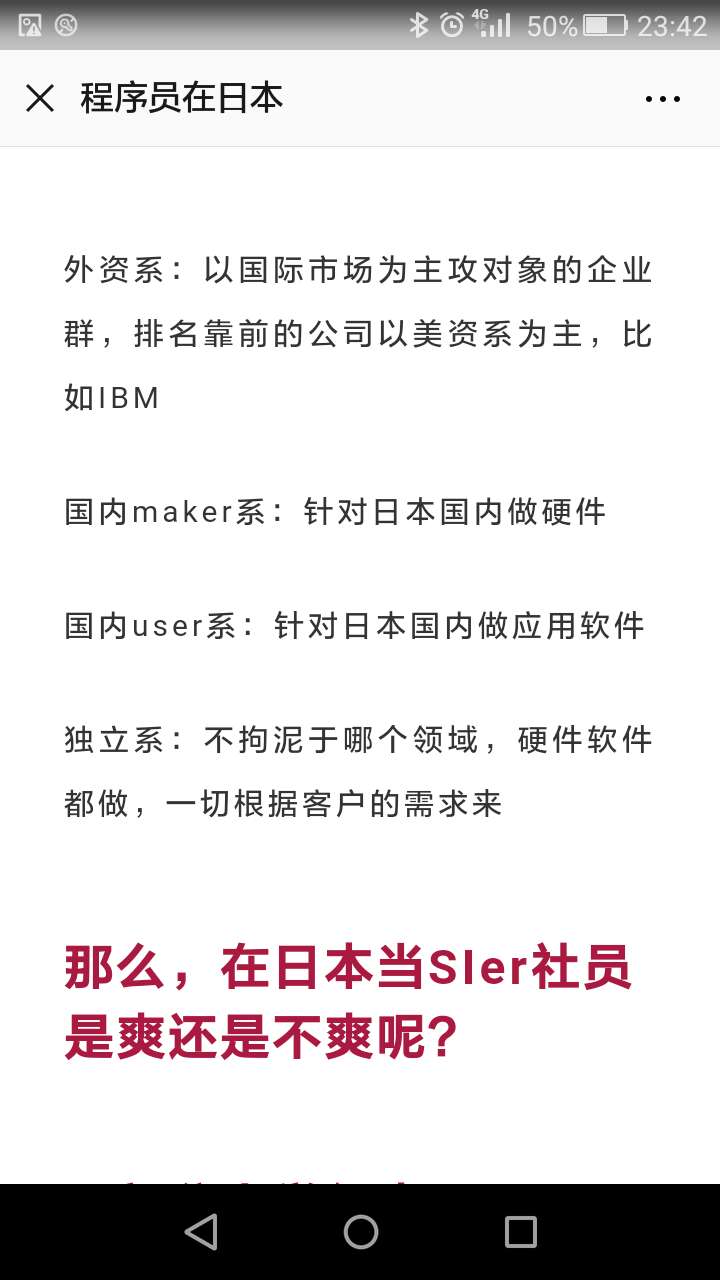 4G
50%
23:42
程序员在日本
外资系：以国际市场为主攻对象的企业
群，排名靠前的公司以美资系为主，比
如IBM
国内maker系：针对日本国内做硬件
国内user系：针对日本国内做应用软件
独立系：不拘泥于哪个领域，硬件软件
都做，一切根据客户的需求来
那么，在日本当SIer社员
是爽还是不爽呢？